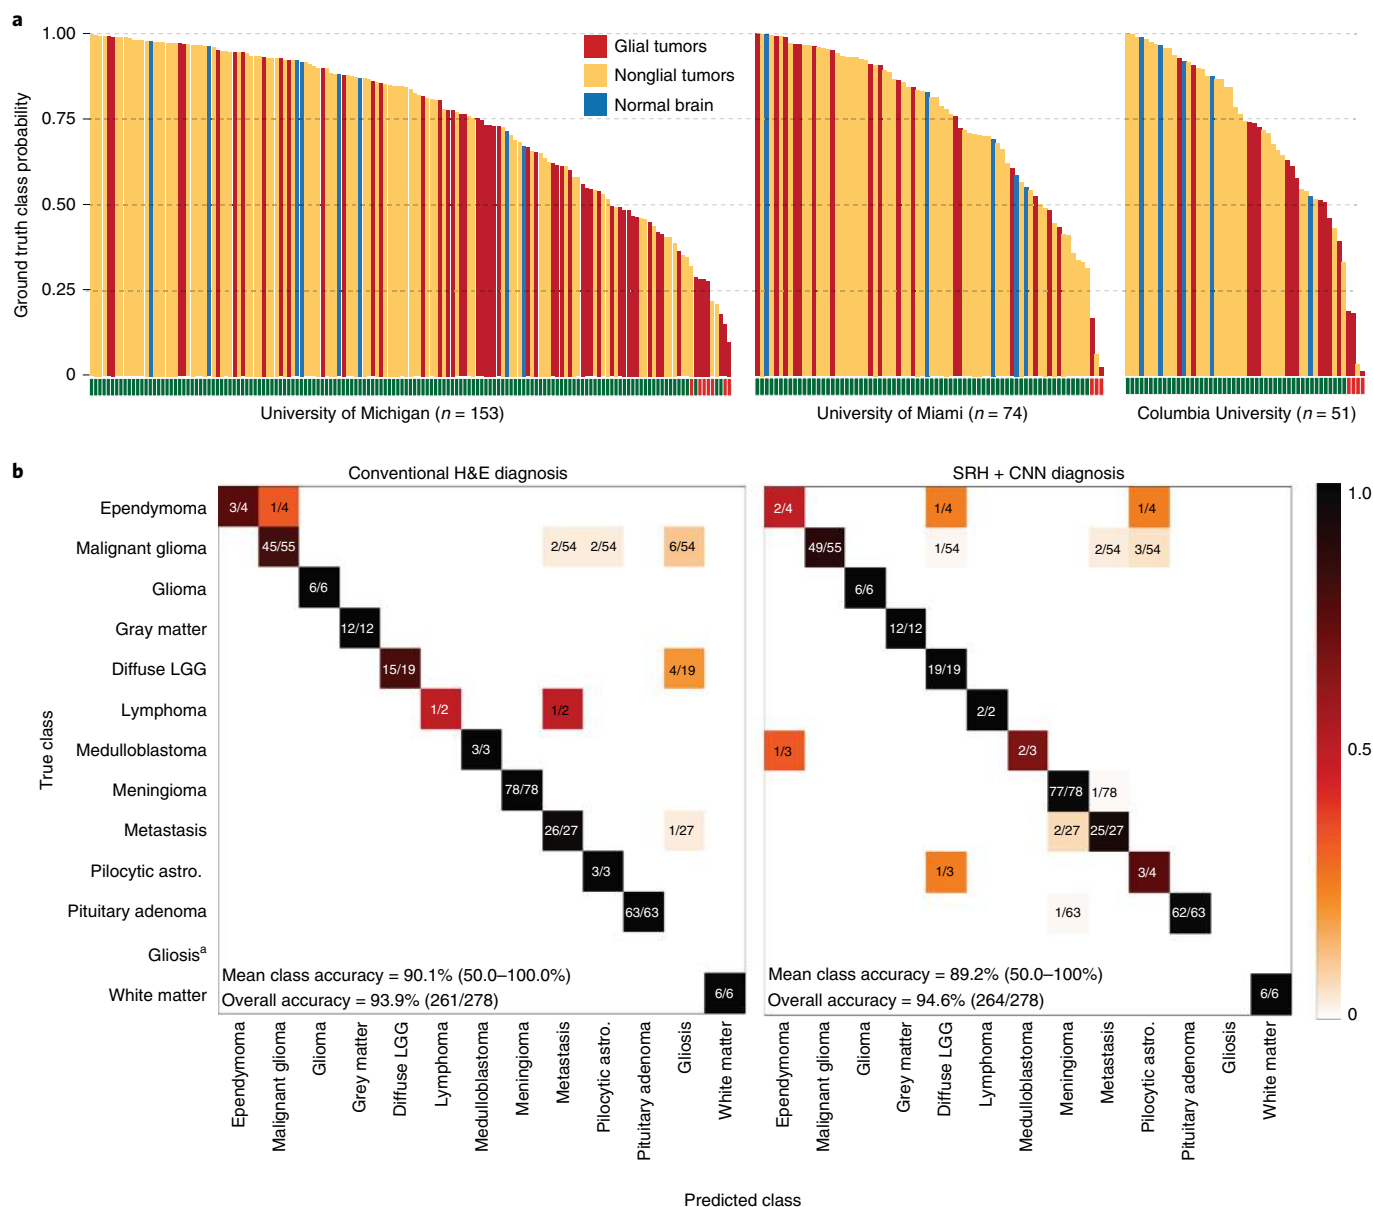 a
1.00
0.75
0.50
0.25
0
Ground truth class probability
Glial tumors
Nonglial tumors
Normal brain
University of Michigan (n = 153)
University of Miami (n = 74)
Columbia University (n = 51)
b
Conventional H&E diagnosis
SRH + CNN diagnosis
True class
Ependymoma
Malignant glioma
Glioma
Gray matter
Diffuse LGG
Lymphoma
Medulloblastoma
Meningioma
Metastasis
Pilocytic astro.
Pituitary adenoma
Gliosisa
White matter
3/4 1/4
45/55 2/54 2/54 6/54
6/6
12/12
15/19 4/19
1/2 1/2
3/3
78/78
26/27 1/27
3/3
63/63
Mean class accuracy = 90.1% (50.0–100.0%)
Overall accuracy = 93.9% (261/278)
6/6
2/4 1/4 1/4
49/55 1/54 2/54 3/54
6/6
12/12
19/19
2/2
1/3 2/3
77/78 1/78
2/27 25/27
1/3 3/4
1/63 62/63
Mean class accuracy = 89.2% (50.0–100%)
Overall accuracy = 94.6% (264/278)
6/6
1.0
0.5
0
Ependymoma
Malignant glioma
Glioma
Grey matter
Diffuse LGG
Lymphoma
Medulloblastoma
Meningioma
Metastasis
Pilocytic astro.
Pituitary adenoma
Gliosis
White matter
Ependymoma
Malignant glioma
Glioma
Grey matter
Diffuse LGG
Lymphoma
Medulloblastoma
Meningioma
Metastasis
Pilocytic astro.
Pituitary adenoma
Gliosis
White matter
Predicted class